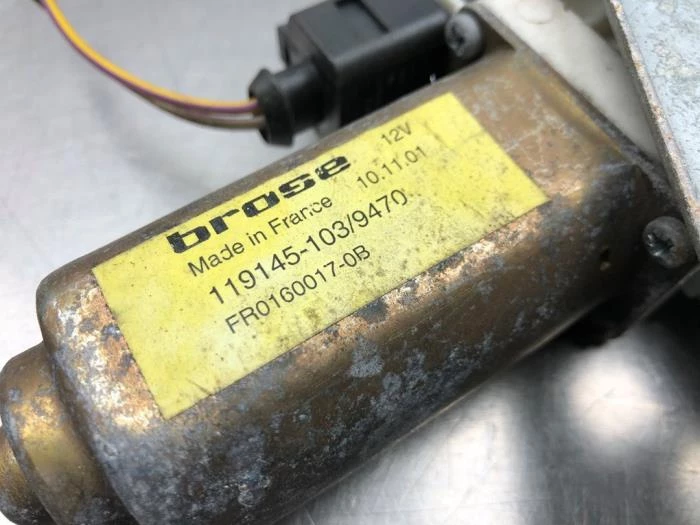 brose 12V
Made in France 10.11.01
119145-103/9470
FR0160017-0B